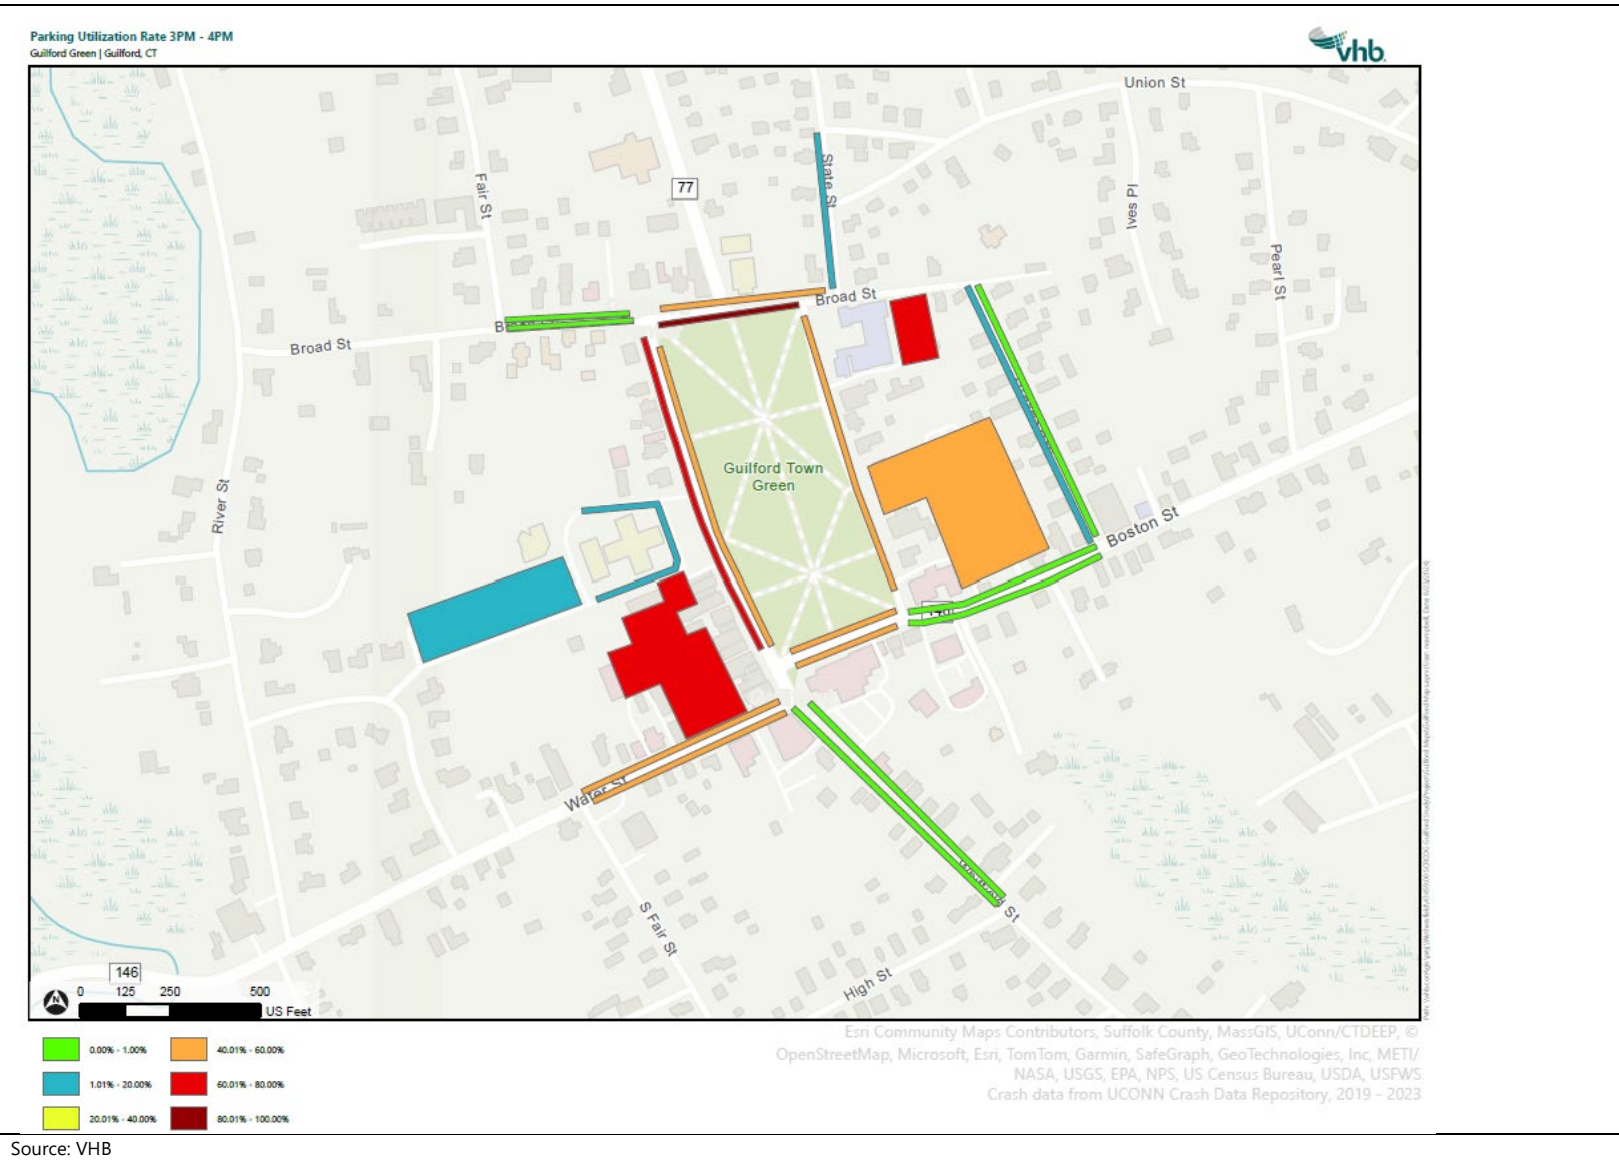 Parking Utilization Rate 3PM - 4PM
Guilford Green | Guilford, CT
vhb
Union St
Fair St
77
State St
Ives Pl
Pearl St
Broad St
Broad St
Guilford Town
Green
River St
Boston St
Water St
S Fair St
St
High St
146
0 125 250 500
US Feet
Esri Community Maps Contributors, Suffolk County, MassGIS, UConn/CTDEEP, ©
OpenStreetMap, Microsoft, Esri, TomTom, Garmin, SafeGraph, GeoTechnologies, Inc, METI/
NASA, USGS, EPA, NPS, US Census Bureau, USDA, USFWS
Crash data from UCONN Crash Data Repository, 2019 - 2023
0.00% - 1.00%
40.01% - 60.00%
1.01% - 20.00%
60.01% - 80.00%
20.01% - 40.00%
80.01% - 100.00%
Source: VHB